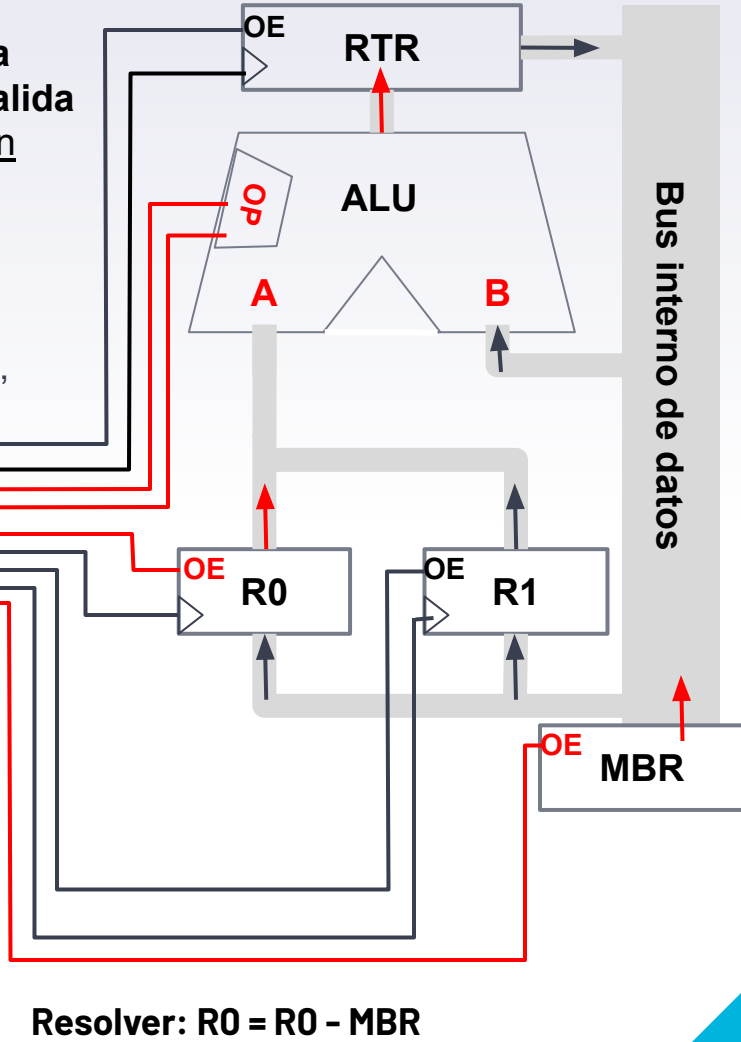 a
alida
n
,
OE
RTR
OP
ALU
A
B
Bus interno de datos
OE
R0
OE
R1
OE
MBR
Resolver: R0 = R0 - MBR